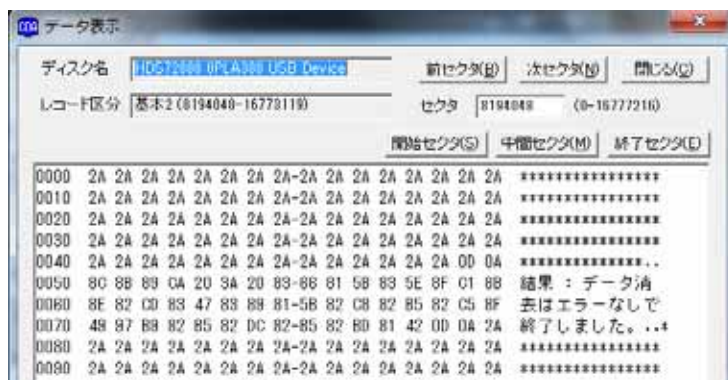 データ表示
ディスク名
USB Device
前セクタ(B) 次セクタ(N) 閉じる(C)
レコード区分 基本2(8194048-16773119) セクタ 8194048 (0-16777216)
開始セクタ(S) 中間セクタ(M) 終了セクタ(E)
0000 2A 2A 2A 2A 2A 2A 2A 2A-2A 2A 2A 2A 2A 2A 2A 2A ****************
0010 2A 2A 2A 2A 2A 2A 2A 2A-2A 2A 2A 2A 2A 2A 2A 2A ****************
0020 2A 2A 2A 2A 2A 2A 2A 2A-2A 2A 2A 2A 2A 2A 2A 2A ****************
0030 2A 2A 2A 2A 2A 2A 2A 2A-2A 2A 2A 2A 2A 2A 2A 2A ****************
0040 2A 2A 2A 2A 2A 2A 2A 2A-2A 2A 2A 2A 2A 2A 0D 0A **************..
0050 8C 8B 89 CA 20 3A 20 83-66 81 5B 83 5E 8F C1 8B 結果 : データ消
0060 8E 82 CD 83 47 83 89 81-5B 82 C8 82 B5 82 C5 8F 去はエラーなしで
0070 49 97 B9 82 B5 82 DC 82-B5 82 BD 81 42 0D 0A 2A 終了しました。..*
0080 2A 2A 2A 2A 2A 2A 2A 2A-2A 2A 2A 2A 2A 2A 2A 2A ****************
0090 2A 2A 2A 2A 2A 2A 2A 2A-2A 2A 2A 2A 2A 2A 2A 2A ****************